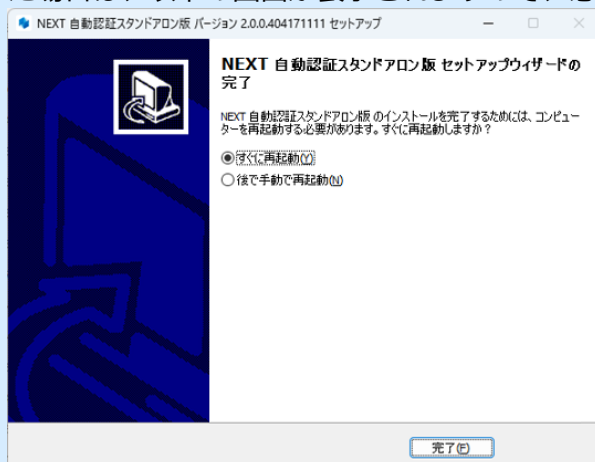 NEXT 自動認証スタンドアロン版 バージョン 2.0.0.404171111 セットアップ
NEXT 自動認証スタンドアロン版 セットアップウィザードの
完了
NEXT 自動認証スタンドアロン版 のインストールを完了するためには、コンピュー
ターを再起動する必要があります。すぐに再起動しますか？
すぐに再起動(Y)
後で手動で再起動(N)
完了(F)